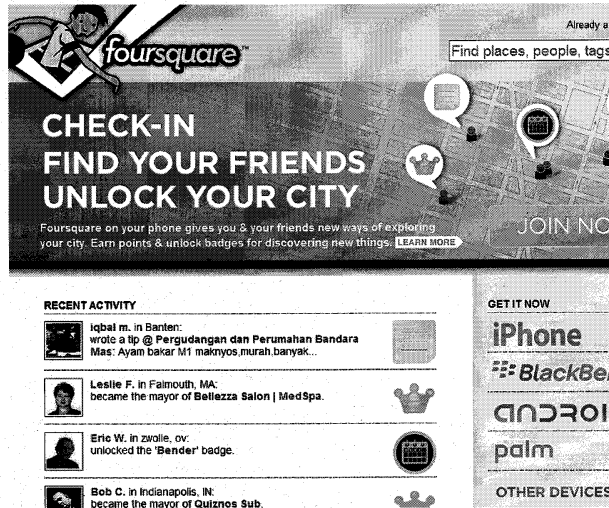 foursquare™
Already a
Find places, people, tags
CHECK-IN
FIND YOUR FRIENDS
UNLOCK YOUR CITY
Foursquare on your phone gives you & your friends new ways of exploring
your city. Earn points & unlock badges for discovering new things. LEARN MORE
JOIN NO
RECENT ACTIVITY
iqbal m. in Banten:
wrote a tip @ Pergudangan dan Perumahan Bandara
Mas: Ayam bakar M1 maknyos,murah,banyak...
Leslie F. in Falmouth, MA:
became the mayor of Bellezza Salon | MedSpa.
Eric W. in zwolle, ov:
unlocked the 'Bender' badge.
Bob C. in Indianapolis, IN:
became the mayor of Quiznos Sub.
GET IT NOW
iPhone
BlackBe
ANDROI
palm
OTHER DEVICES